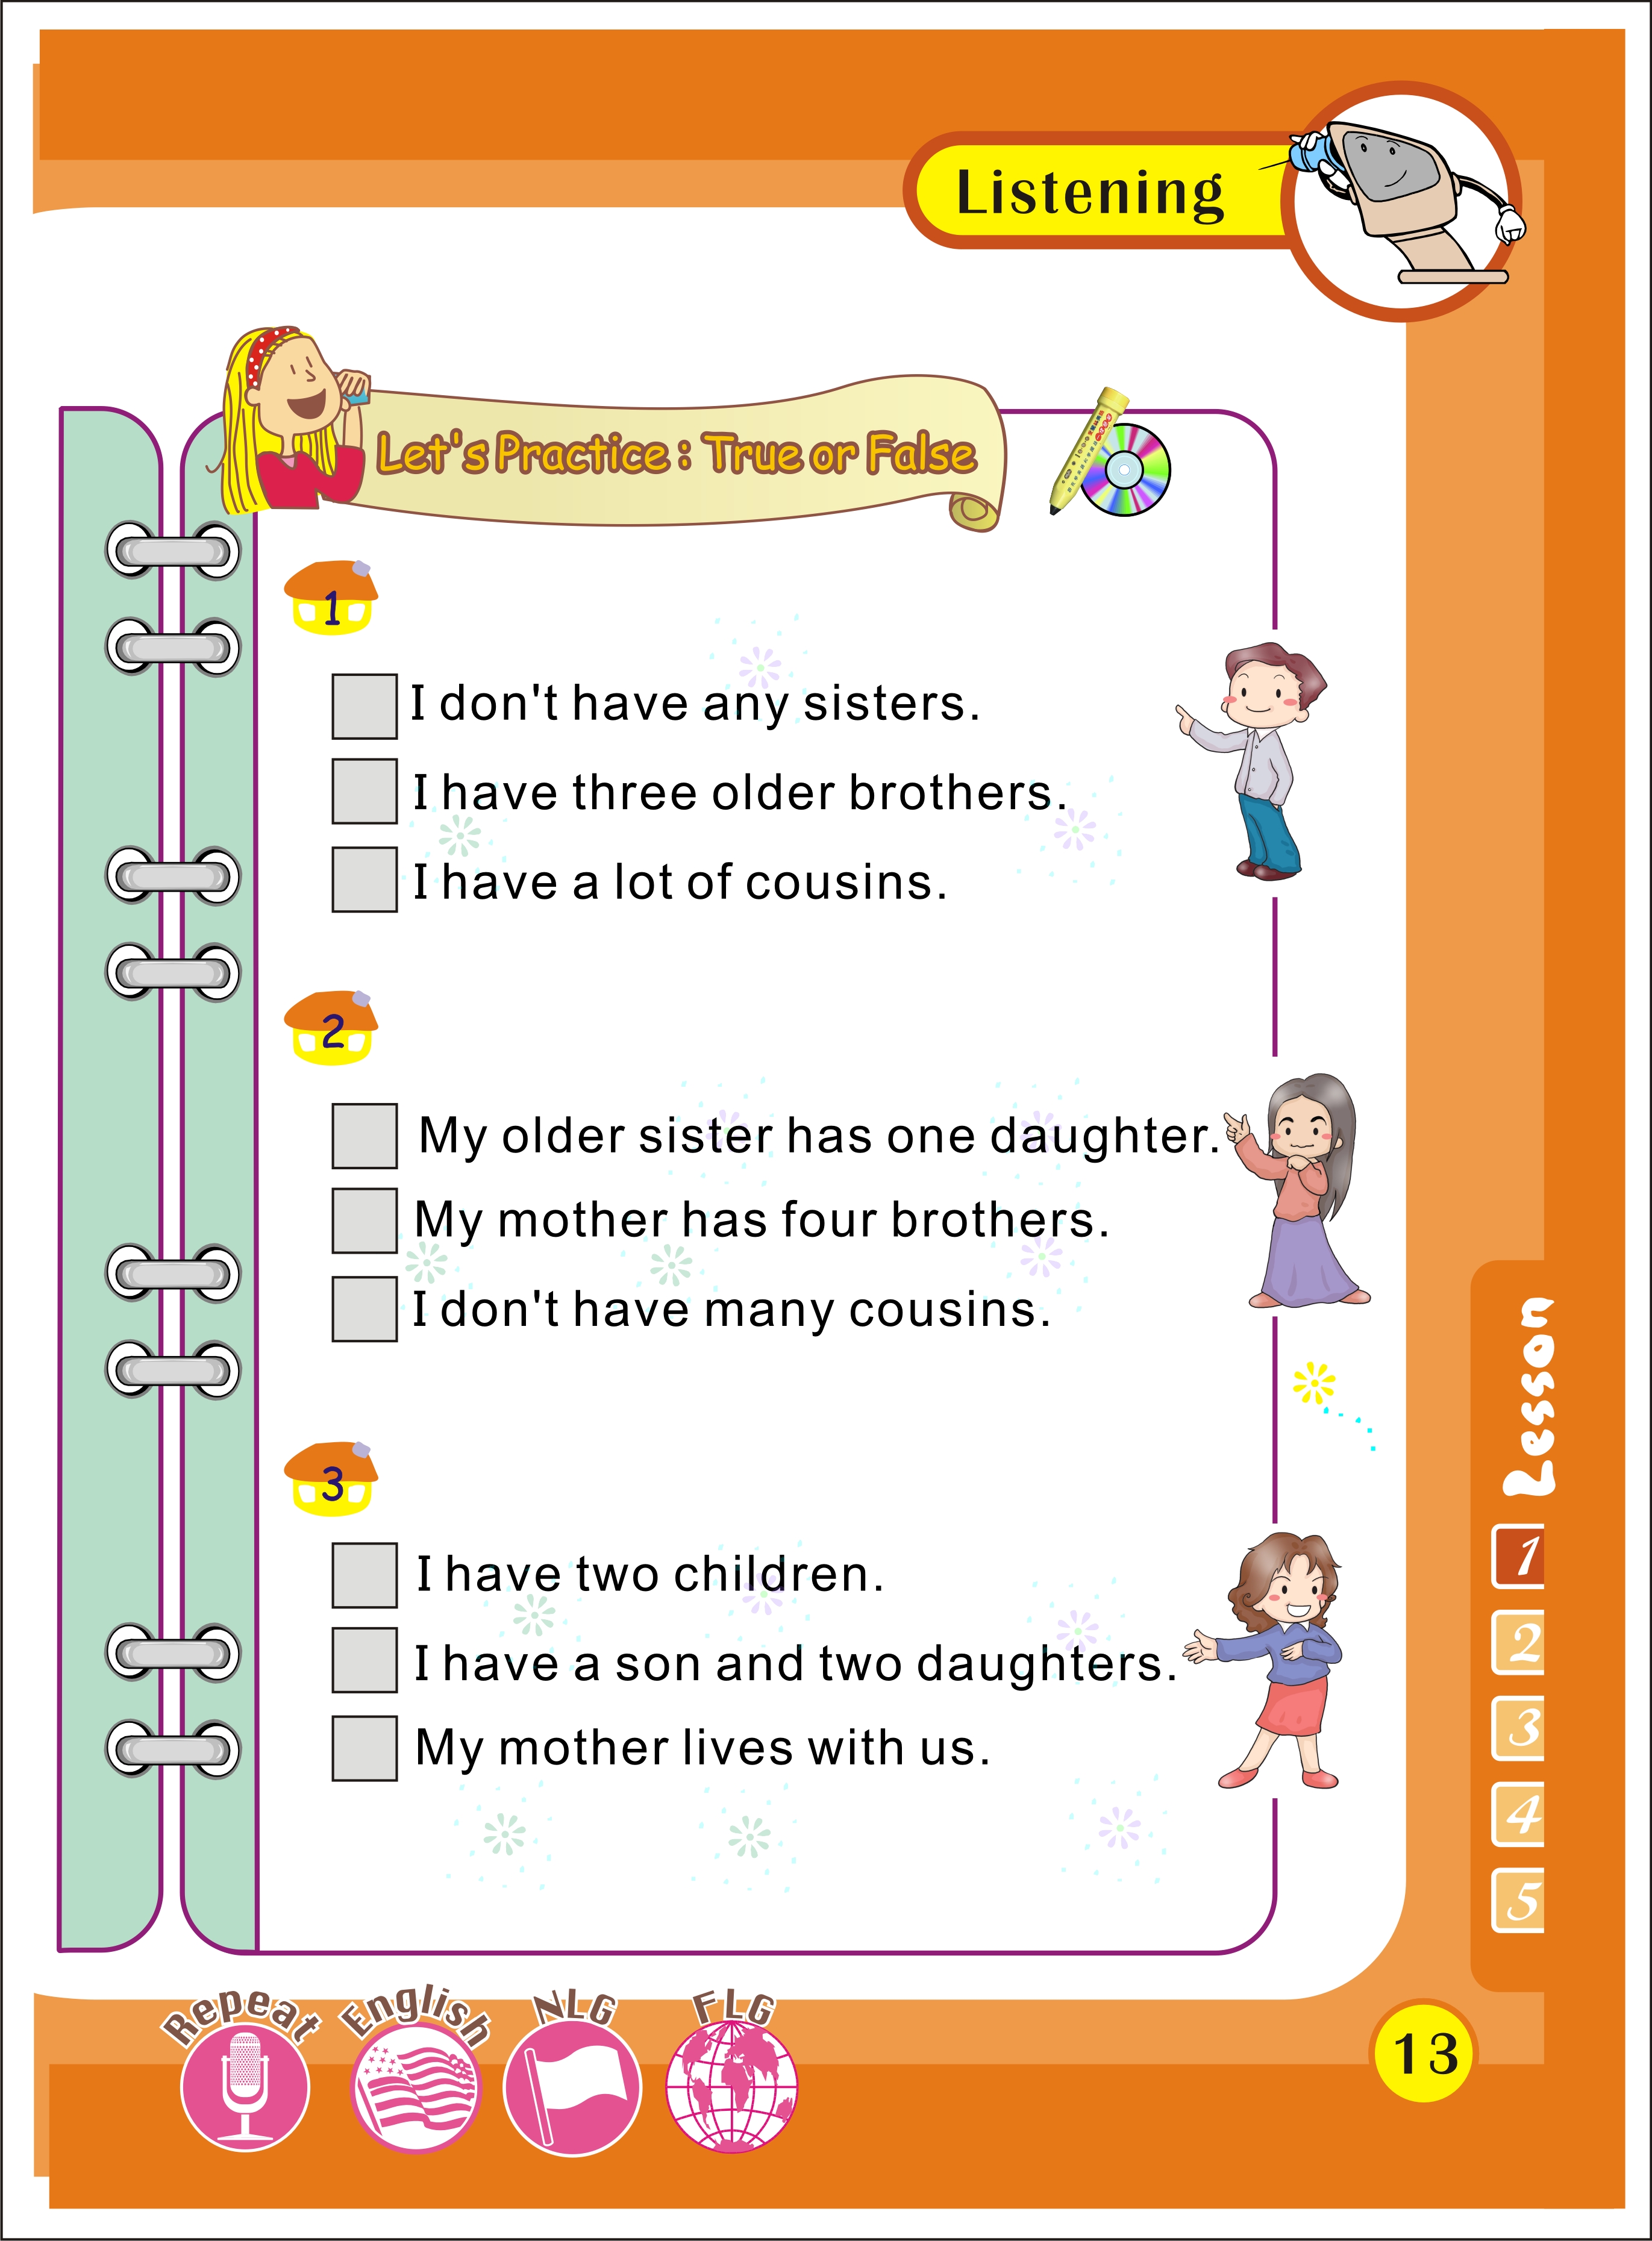 Listening
Let's Practice : True or False
1
I don't have any sisters.
I have three older brothers.
I have a lot of cousins.
2
My older sister has one daughter.
My mother has four brothers.
I don't have many cousins.
3
I have two children.
I have a son and two daughters.
My mother lives with us.
Lesson
1
2
3
4
5
Repeat
English
NLG
FLG
13